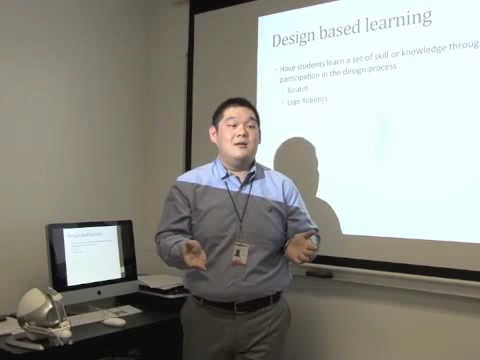 Design based learning
Have students learn a set of skill or knowledge through
participation in the design process
Scratch
Lego Robotics